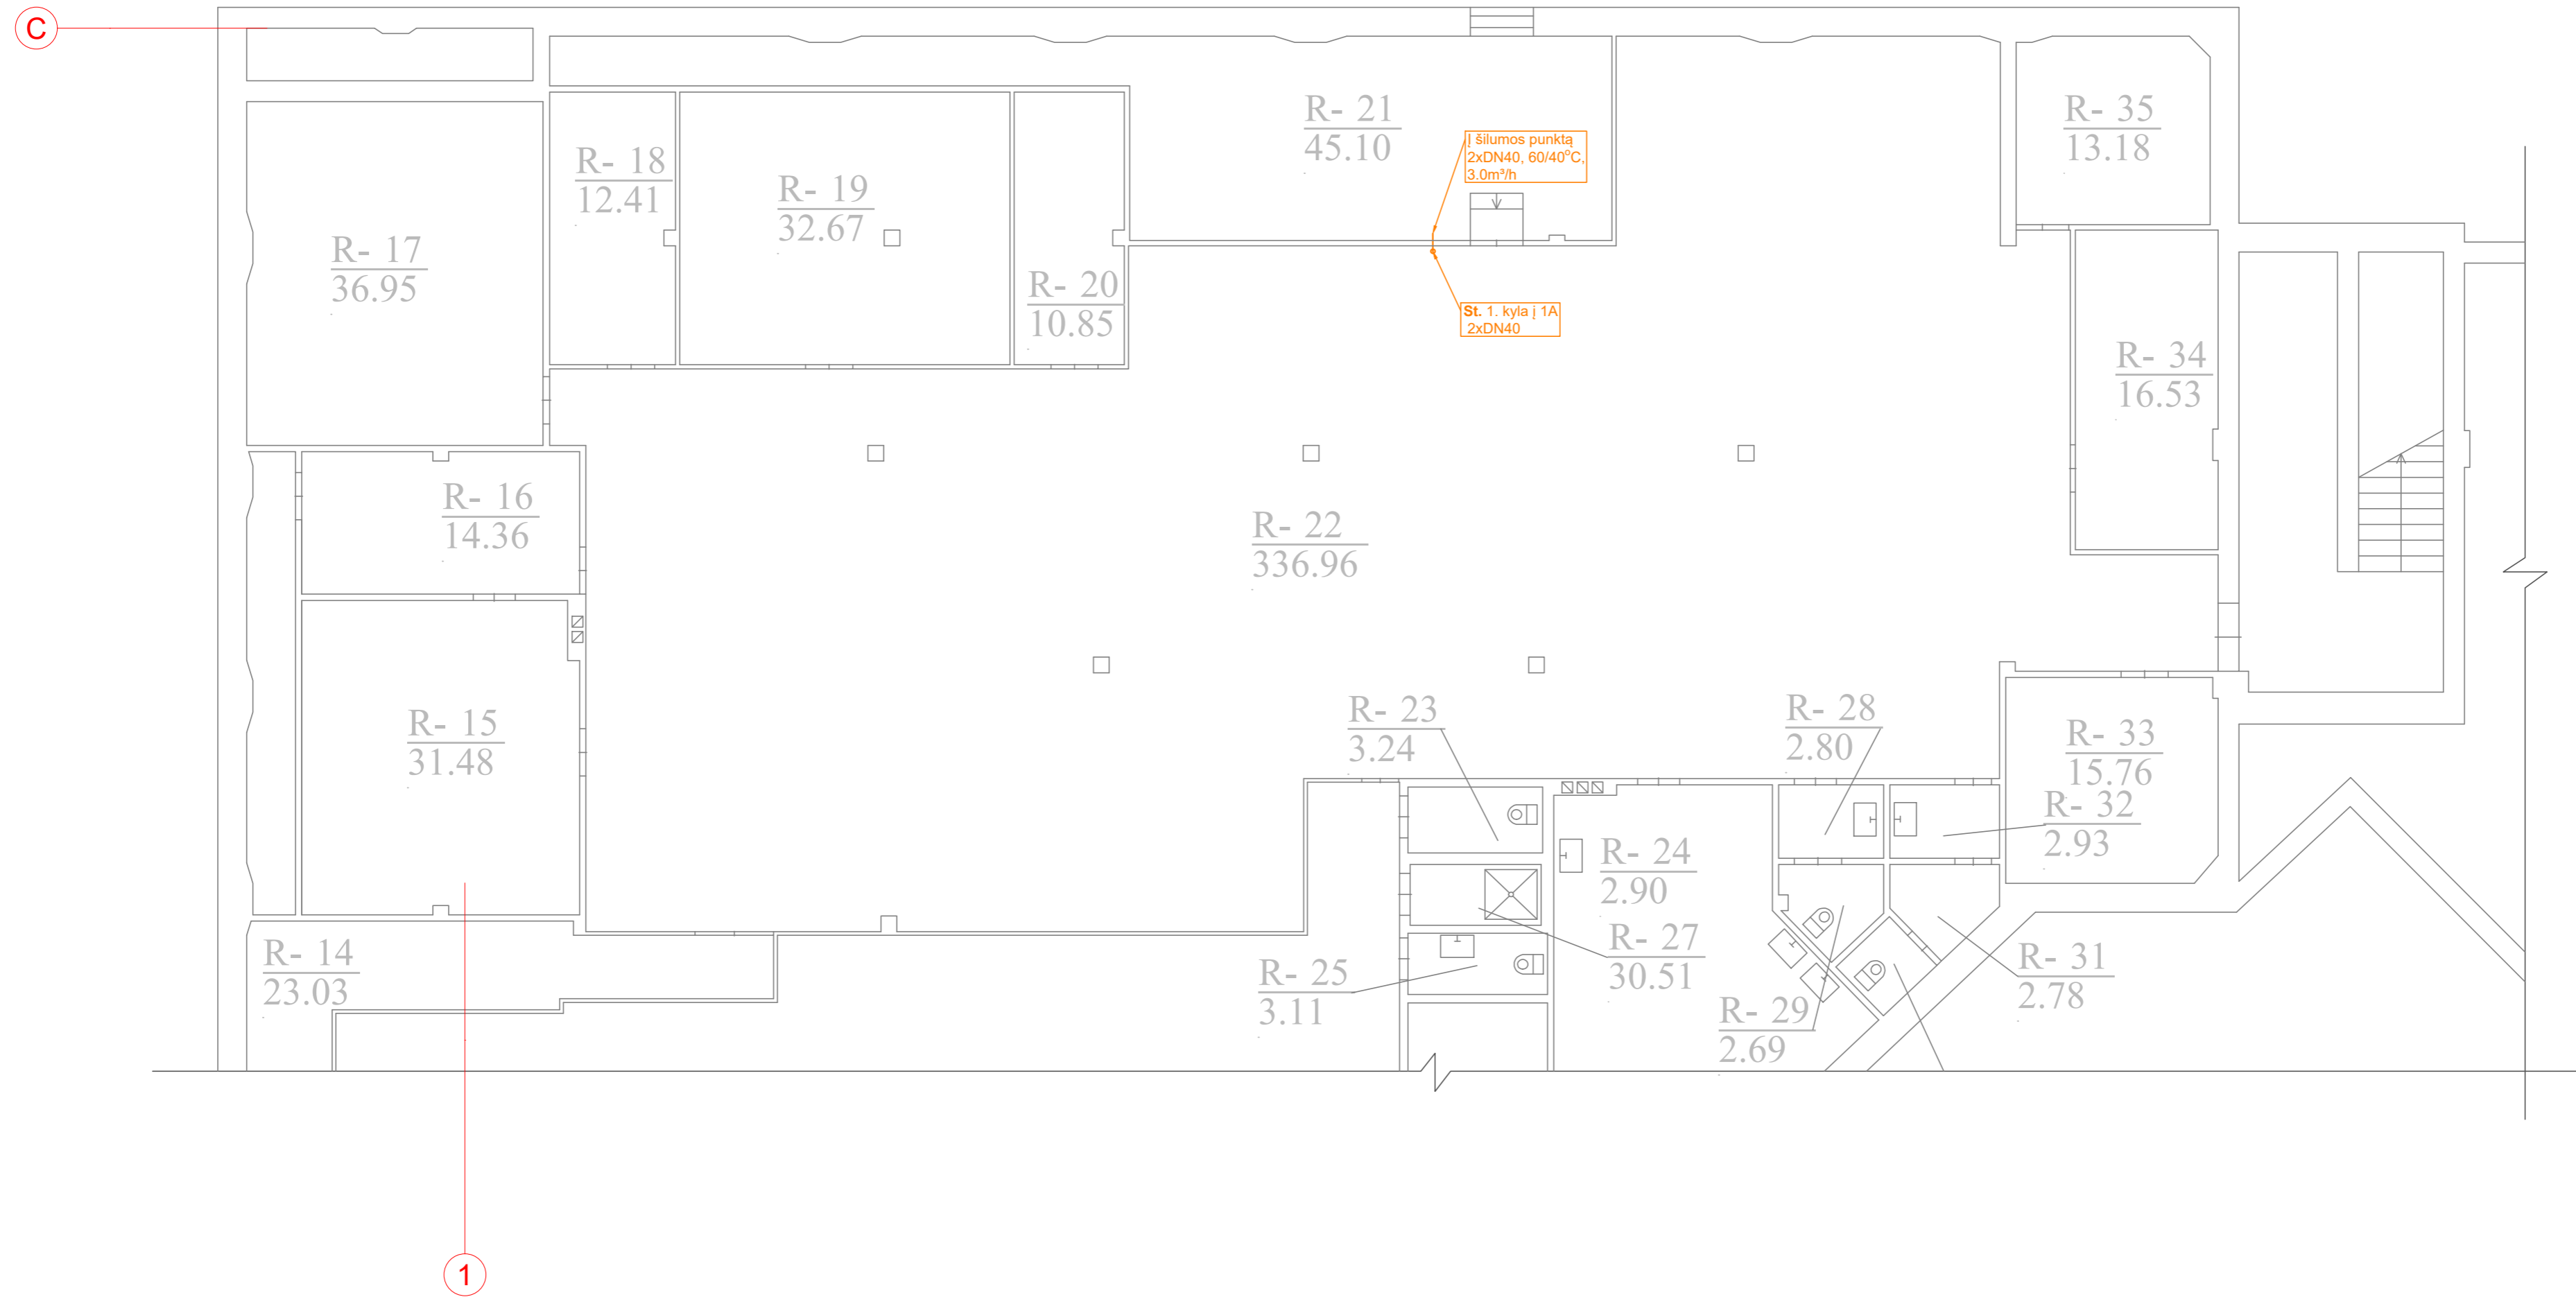 C
R- 21
45.10
R- 35
13.18
Į šilumos punktą
2xDN40, 60/40°C,
3.0m³/h
R- 18
12.41
R- 19
32.67
R- 17
36.95
R- 20
10.85
St. 1. kyla į 1A
2xDN40
R- 34
16.53
R- 16
14.36
R- 22
336.96
R- 15
31.48
R- 23
3.24
R- 28
2.80
R- 33
15.76
R- 32
2.93
R- 24
2.90
R- 14
23.03
R- 27
30.51
R- 25
3.11
R- 31
2.78
R- 29
2.69
1